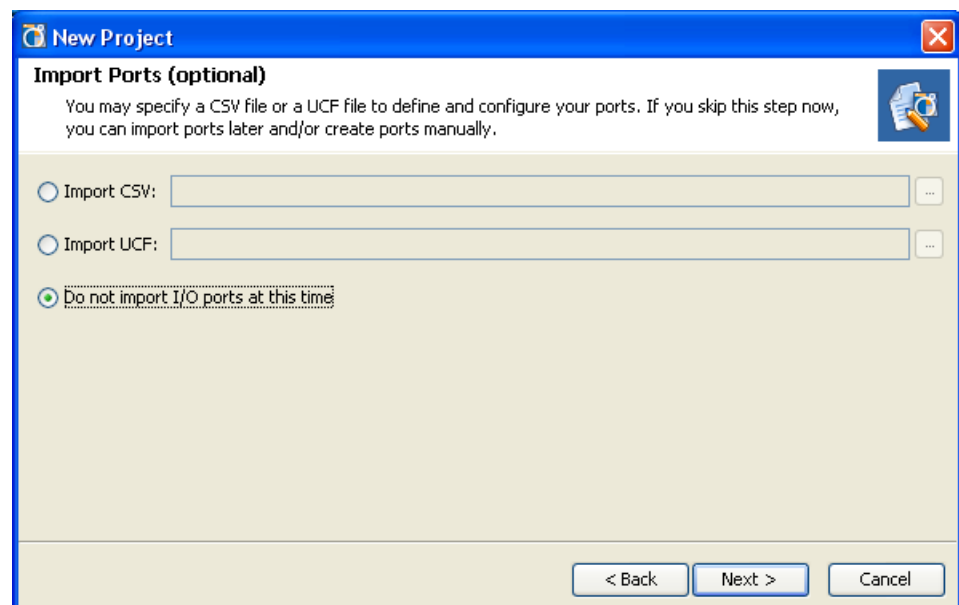 New Project
Import Ports (optional)
You may specify a CSV file or a UCF file to define and configure your ports. If you skip this step now,
you can import ports later and/or create ports manually.
Import CSV:
...
Import UCF:
...
Do not import I/O ports at this time
< Back Next > Cancel